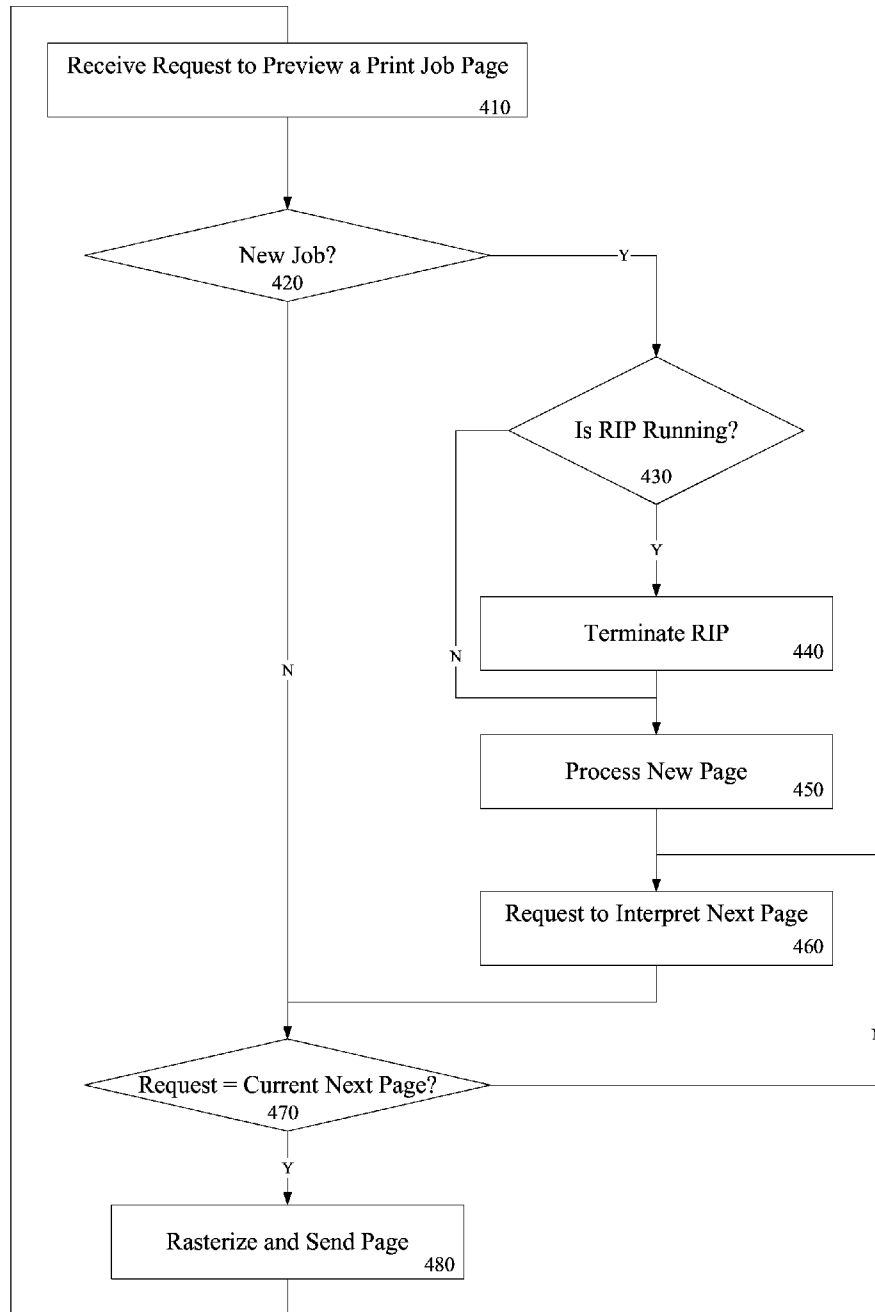 Receive Request to Preview a Print Job Page
410
New Job?
420
Y
Is RIP Running?
430
Y
Terminate RIP
440
N
N
Process New Page
450
Request to Interpret Next Page
460
Request = Current Next Page?
470
Y
Rasterize and Send Page
480